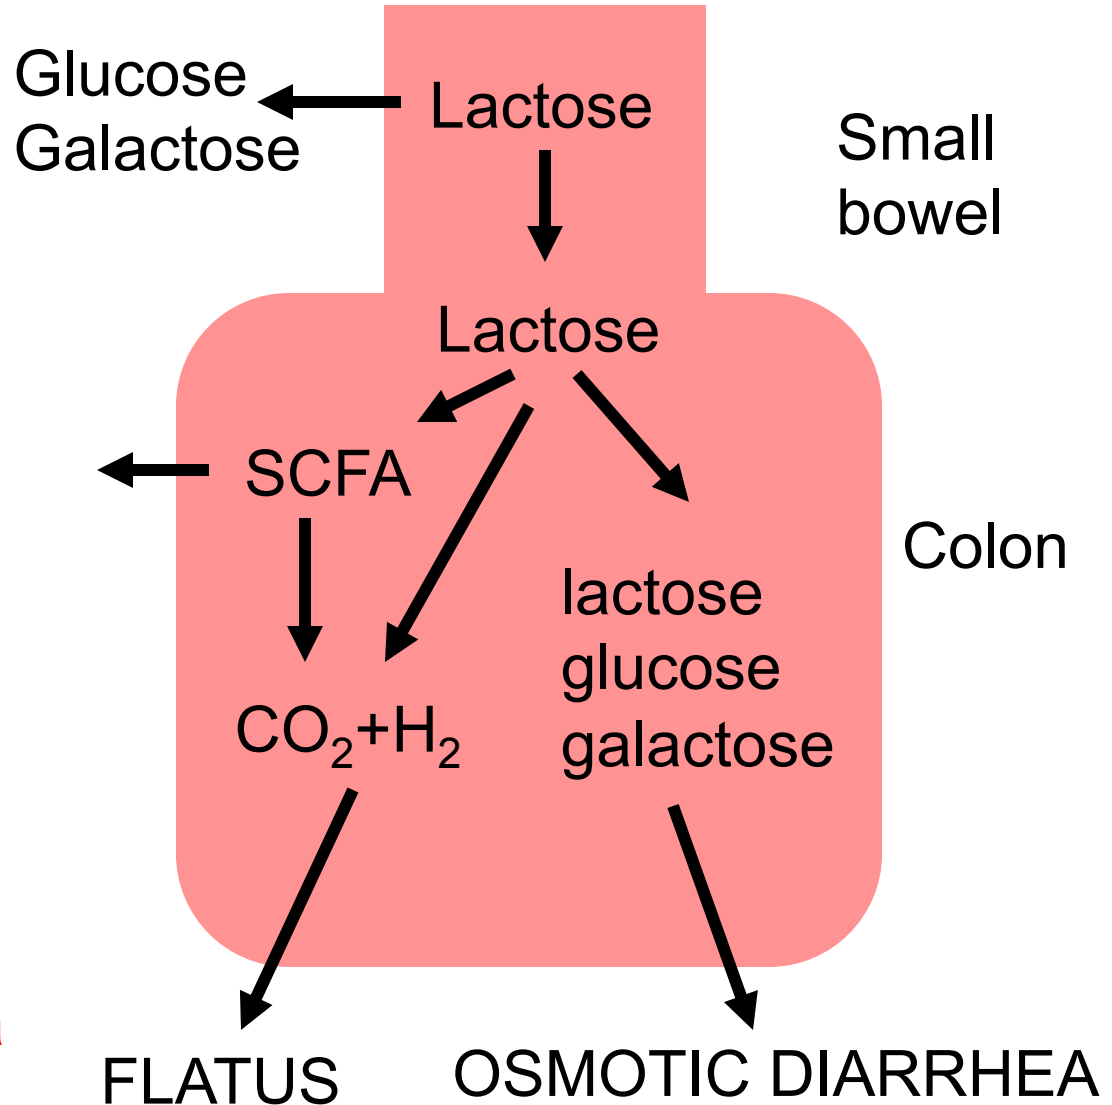 Glucose
Galactose
Lactose
Small
bowel
Lactose
SCFA
Colon
lactose
glucose
galactose
CO₂+H₂
FLATUS
OSMOTIC DIARRHEA